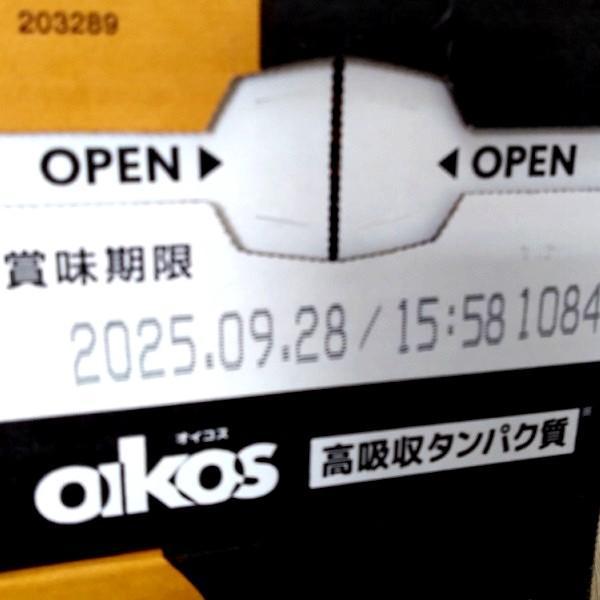 203289
OPEN▶ ◀OPEN
賞味期限
2025.09.28/15:58 1084
オイコス
oikos 高吸収タンパク質※